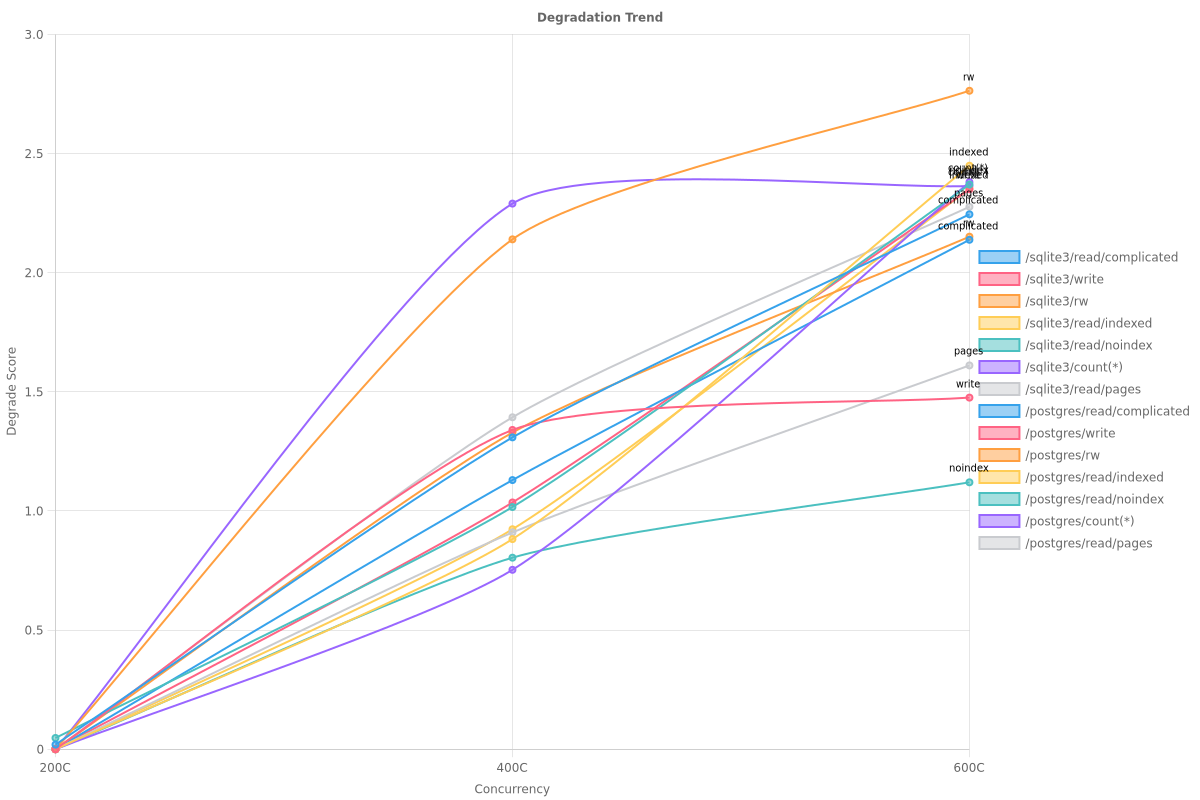 Degradation Trend
3.0
rw
2.5
indexed
pages
complicated
complicated
2.0
/sqlite3/read/complicated
/sqlite3/write
/sqlite3/rw
/sqlite3/read/indexed
/sqlite3/read/noindex
pages
/sqlite3/count(*)
write
/sqlite3/read/pages
1.5
/postgres/read/complicated
/postgres/write
/postgres/rw
noindex
/postgres/read/indexed
/postgres/read/noindex
1.0
/postgres/count(*)
/postgres/read/pages
Degrade Score
0.5
0
200C
400C
600C
Concurrency